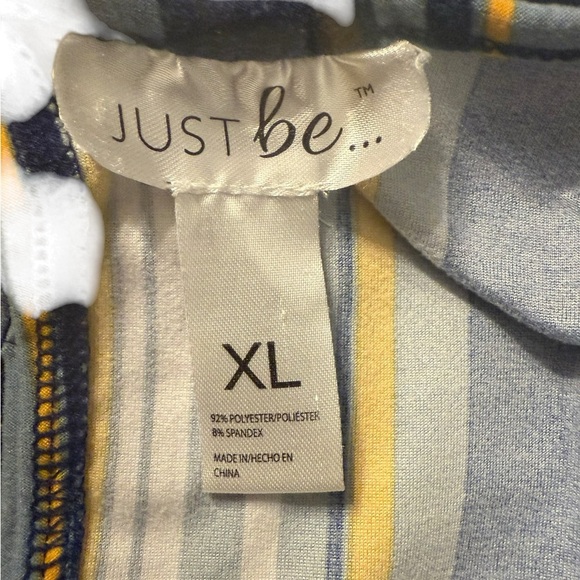 JUST be...™
XL
92% POLYESTER/POLIÉSTER
8% SPANDEX
MADE IN/HECHO EN
CHINA